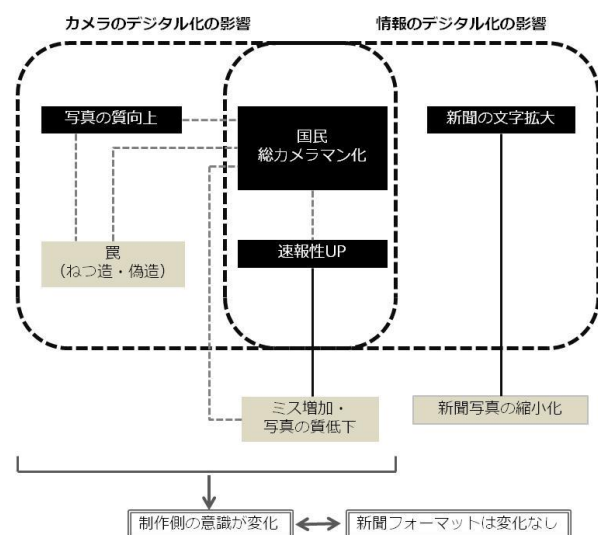 カメラのデジタル化の影響
情報のデジタル化の影響
写真の質向上
国民
総カメラマン化
新聞の文字拡大
罠
（ねつ造・偽造）
速報性UP
ミス増加・
写真の質低下
新聞写真の縮小化
制作側の意識が変化
新聞フォーマットは変化なし